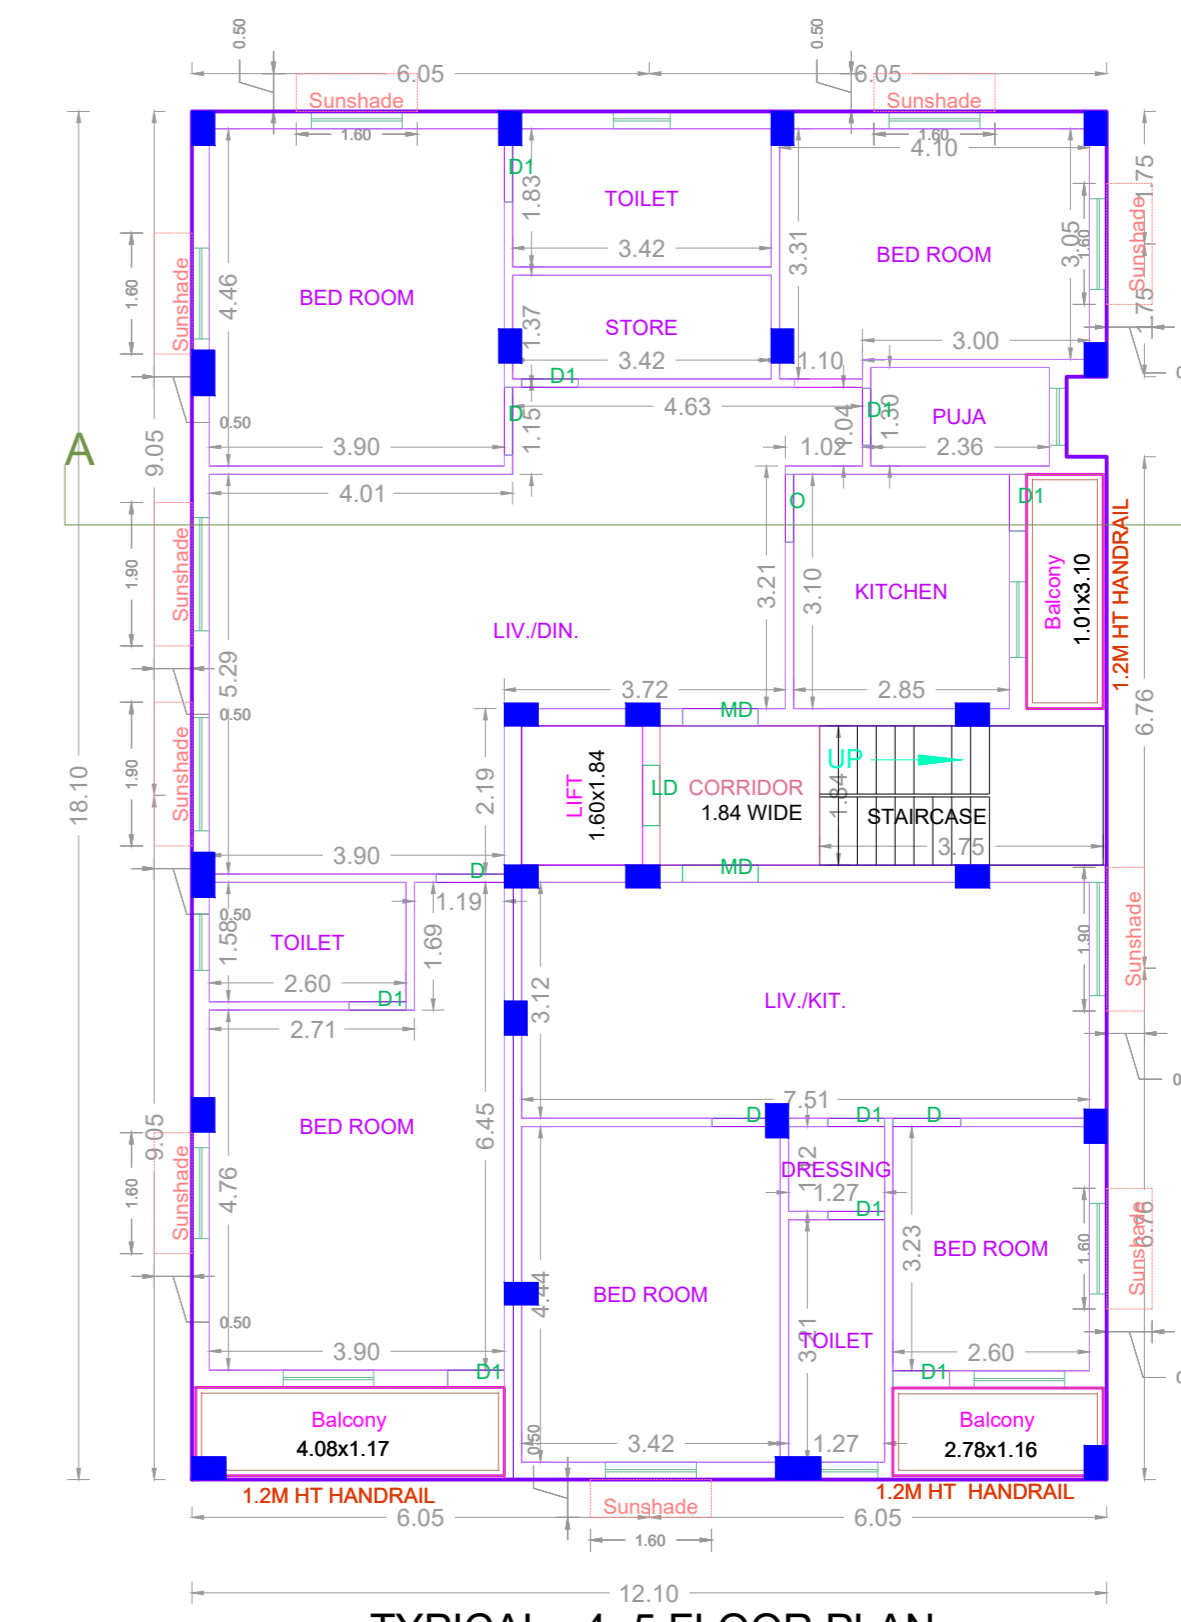 0.50
0.50
6.05
6.05
Sunshade
Sunshade
1.60
1.60
4.10
D1
1.83
TOILET
3.42
3.31
BED ROOM
3.05
1.60
Sunshade
1.75
1.75
1.60
Sunshade
4.46
BED ROOM
STORE
1.37
3.42
1.10
3.00
D1
D
1.15
4.63
1.04
D1
1.30
PUJA
1.02
2.36
0.50
3.90
A
9.05
4.01
O
D1
1.90
Sunshade
3.21
3.10
KITCHEN
Balcony
1.01x3.10
1.2M HT HANDRAIL
LIV./DIN.
5.29
0.50
3.72
2.85
MD
6.76
18.10
1.90
Sunshade
2.19
LIFT
1.60x1.84
LD
CORRIDOR
1.84 WIDE
UP
1.84
STAIRCASE
3.75
3.90
D
MD
1.19
0.50
1.58
TOILET
1.69
2.60
D1
2.71
3.12
LIV./KIT.
1.90
Sunshade
7.51
D
D1
D
9.05
BED ROOM
6.45
1.60
Sunshade
4.76
DRESSING
1.27
D1
3.23
BED ROOM
1.60
Sunshade
6.76
4.44
BED ROOM
TOILET
3.21
0.50
3.90
D1
2.60
D1
Balcony
4.08x1.17
0.50
3.42
1.27
Balcony
2.78x1.16
1.2M HT HANDRAIL
1.2M HT HANDRAIL
Sunshade
6.05
6.05
1.60
12.10